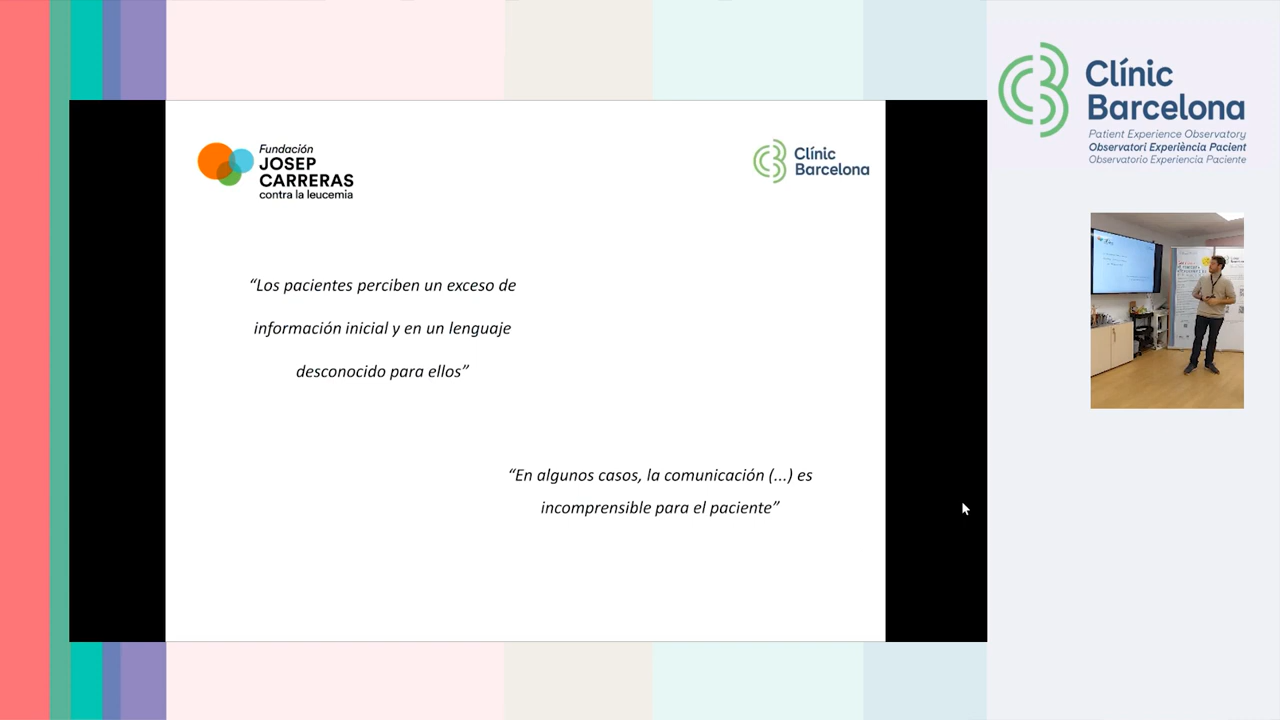 Fundación
JOSEP
CARRERAS
contra la leucemia
Clínic
Barcelona
“Los pacientes perciben un exceso de
información inicial y en un lenguaje
desconocido para ellos”
“En algunos casos, la comunicación (...) es
incomprensible para el paciente”
Clínic
Barcelona
Patient Experience Observatory
Observatori Experiència Pacient
Observatorio Experiencia Paciente